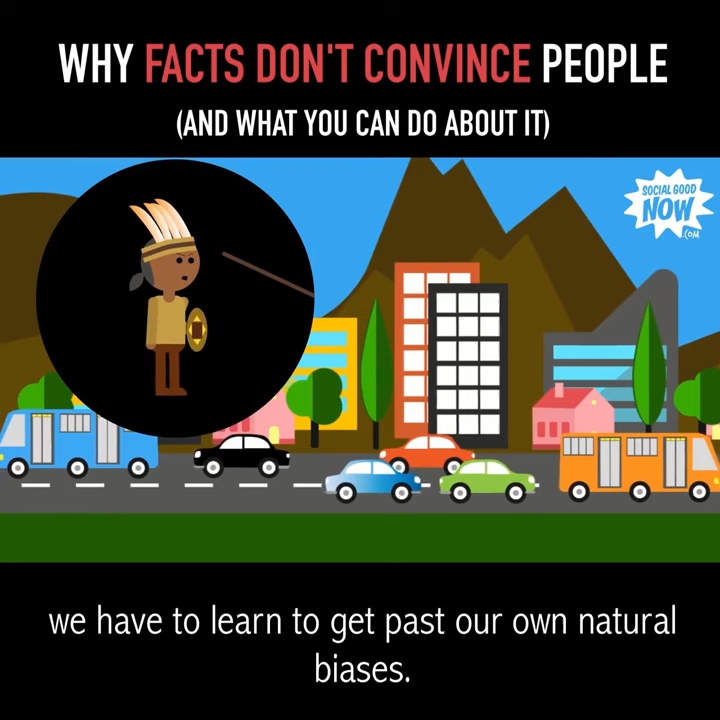 WHY FACTS DON'T CONVINCE PEOPLE
(AND WHAT YOU CAN DO ABOUT IT)
SOCIAL GOOD
NOW
.COM
we have to learn to get past our own natural
biases.